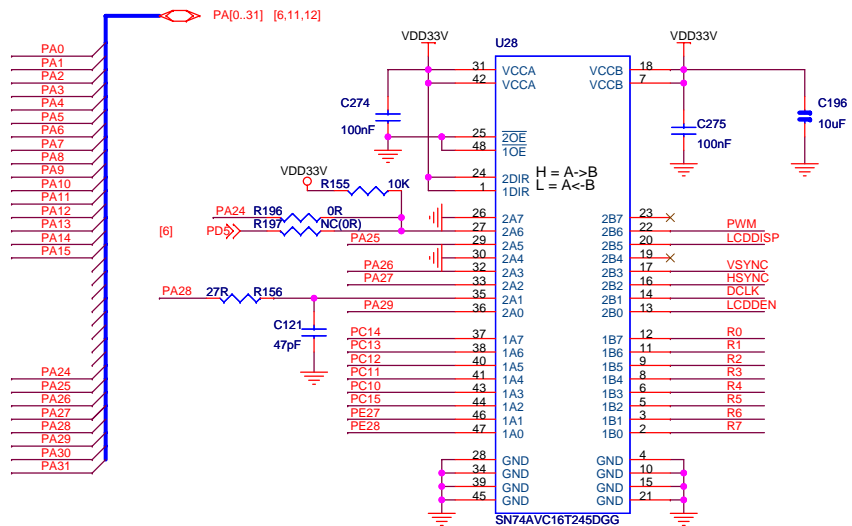 PA[0..31] [6,11,12]
PA0
PA1
PA2
PA3
PA4
PA5
PA6
PA7
PA8
PA9
PA10
PA11
PA12
PA13
PA14
PA15
PA24
PA25
PA26
PA27
PA28
PA29
PA30
PA31
VDD33V
U28
VDD33V
31 VCCA VCCB 18
42 VCCA VCCB 7
C274
100nF
C275
100nF
C196
10uF
25 2OE
48 1OE
VDD33V
R155 10K
24 2DIR H = A->B
1 1DIR L = A<-B
PA24 R196 0R
[6] PD5 R197 NC(0R)
26 2A7 2B7 23
27 2A6 2B6 22 PWM
PA25 29 2A5 2B5 20 LCDDISP
30 2A4 2B4 19
PA26 32 2A3 2B3 17 VSYNC
PA27 33 2A2 2B2 16 HSYNC
PA28 27R R156 35 2A1 2B1 14 DCLK
PA29 36 2A0 2B0 13 LCDDEN
C121
47pF
PC14 37 1A7 1B7 12 R0
PC13 38 1A6 1B6 11 R1
PC12 40 1A5 1B5 9 R2
PC11 41 1A4 1B4 8 R3
PC10 43 1A3 1B3 6 R4
PC15 44 1A2 1B2 5 R5
PE27 46 1A1 1B1 3 R6
PE28 47 1A0 1B0 2 R7
28 GND GND 4
34 GND GND 10
39 GND GND 15
45 GND GND 21
SN74AVC16T245DGG